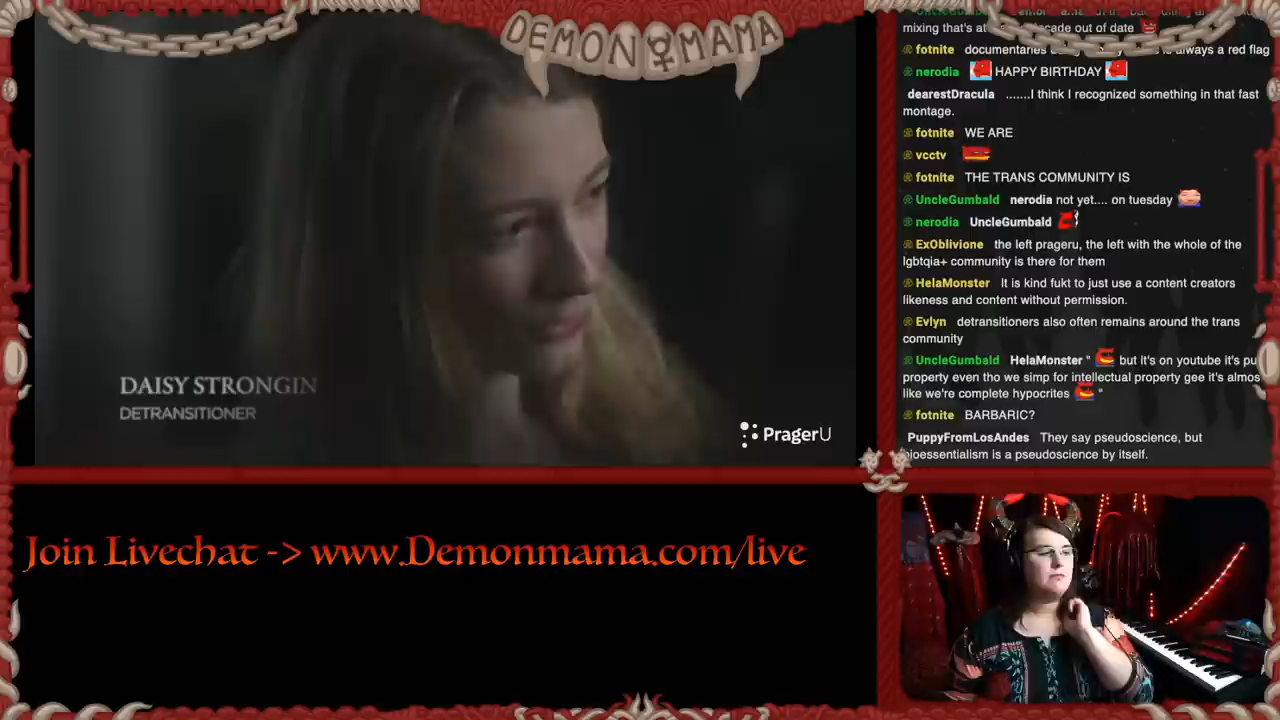 DEMON MAMA
mixing that's at
cade out of date
fotnite documentaries
always a red flag
nerodia HAPPY BIRTHDAY
dearestDracula .......I think I recognized something in that fast
montage.
fotnite WE ARE
vcctv
fotnite THE TRANS COMMUNITY IS
UncleGumbald nerodia not yet.... on tuesday
nerodia UncleGumbald
ExOblivione the left prageru, the left with the whole of the
lgbtqia+ community is there for them
HelaMonster It is kind fukt to just use a content creators
likeness and content without permission.
Evlyn detransitioners also often remains around the trans
community
UncleGumbald HelaMonster " but it's on youtube it's pu
property even tho we simp for intellectual property gee it's almos
like we're complete hypocrites "
fotnite BARBARIC?
PuppyFromLosAndes They say pseudoscience, but
bioessentialism is a pseudoscience by itself.
DAISY STRONGIN
DETRANSITIONER
PragerU
Join Livechat -> www.Demonmama.com/live